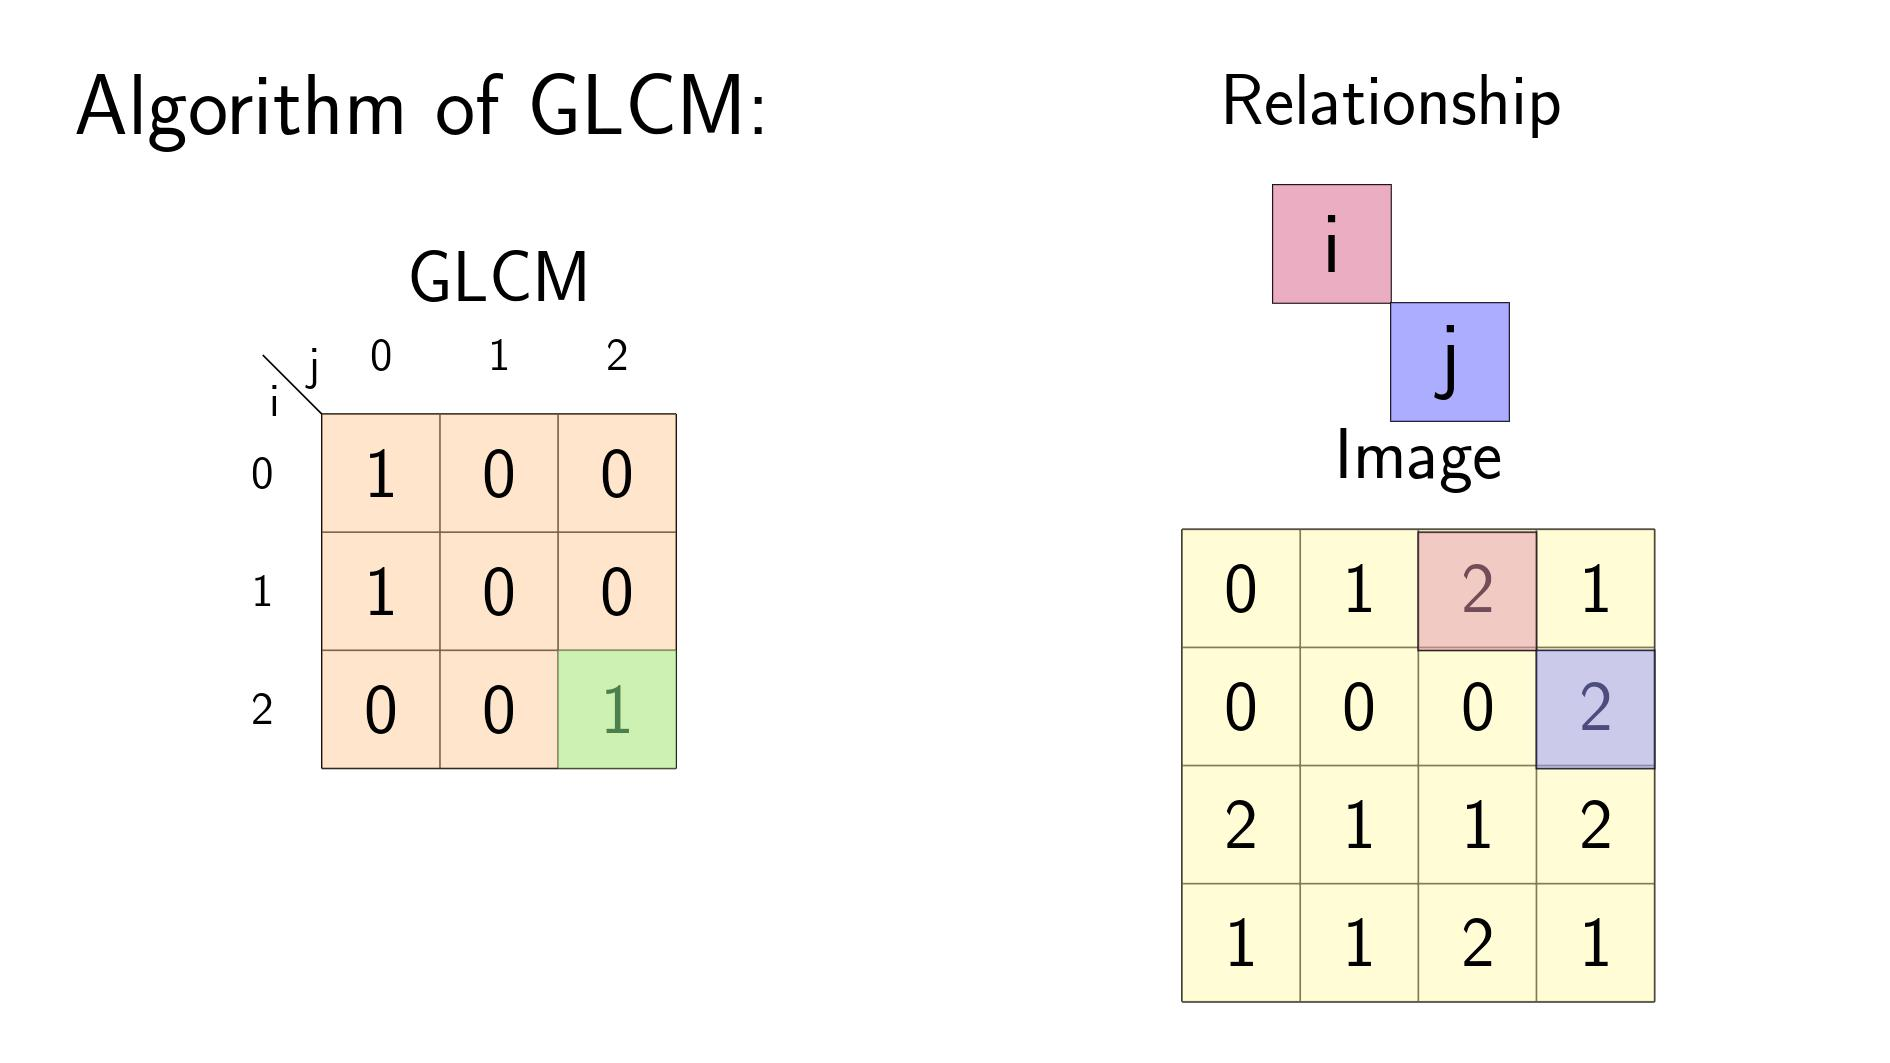 Algorithm of GLCM:
GLCM
j 0 1 2
i
0 1 0 0
1 1 0 0
2 0 0 1
Relationship
i
j
Image
0 1 2 1
0 0 0 2
2 1 1 2
1 1 2 1